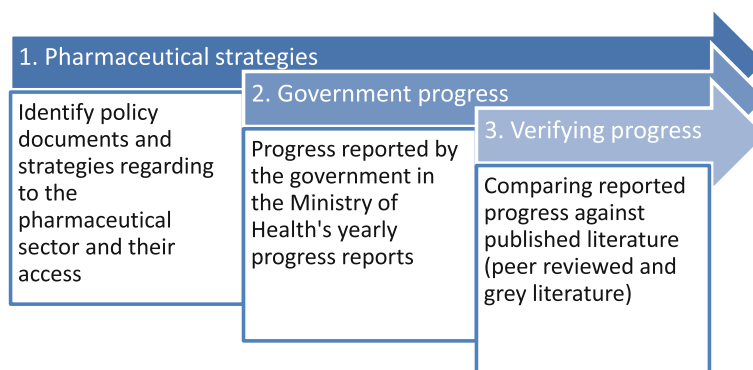 1. Pharmaceutical strategies
Identify policy
documents and
strategies regarding
to the
pharmaceutical
sector and their
access
2. Government progress
Progress reported by
the government in
the Ministry of
Health's yearly
progress reports
3. Verifying progress
Comparing reported
progress against
published literature
(peer reviewed and
grey literature)